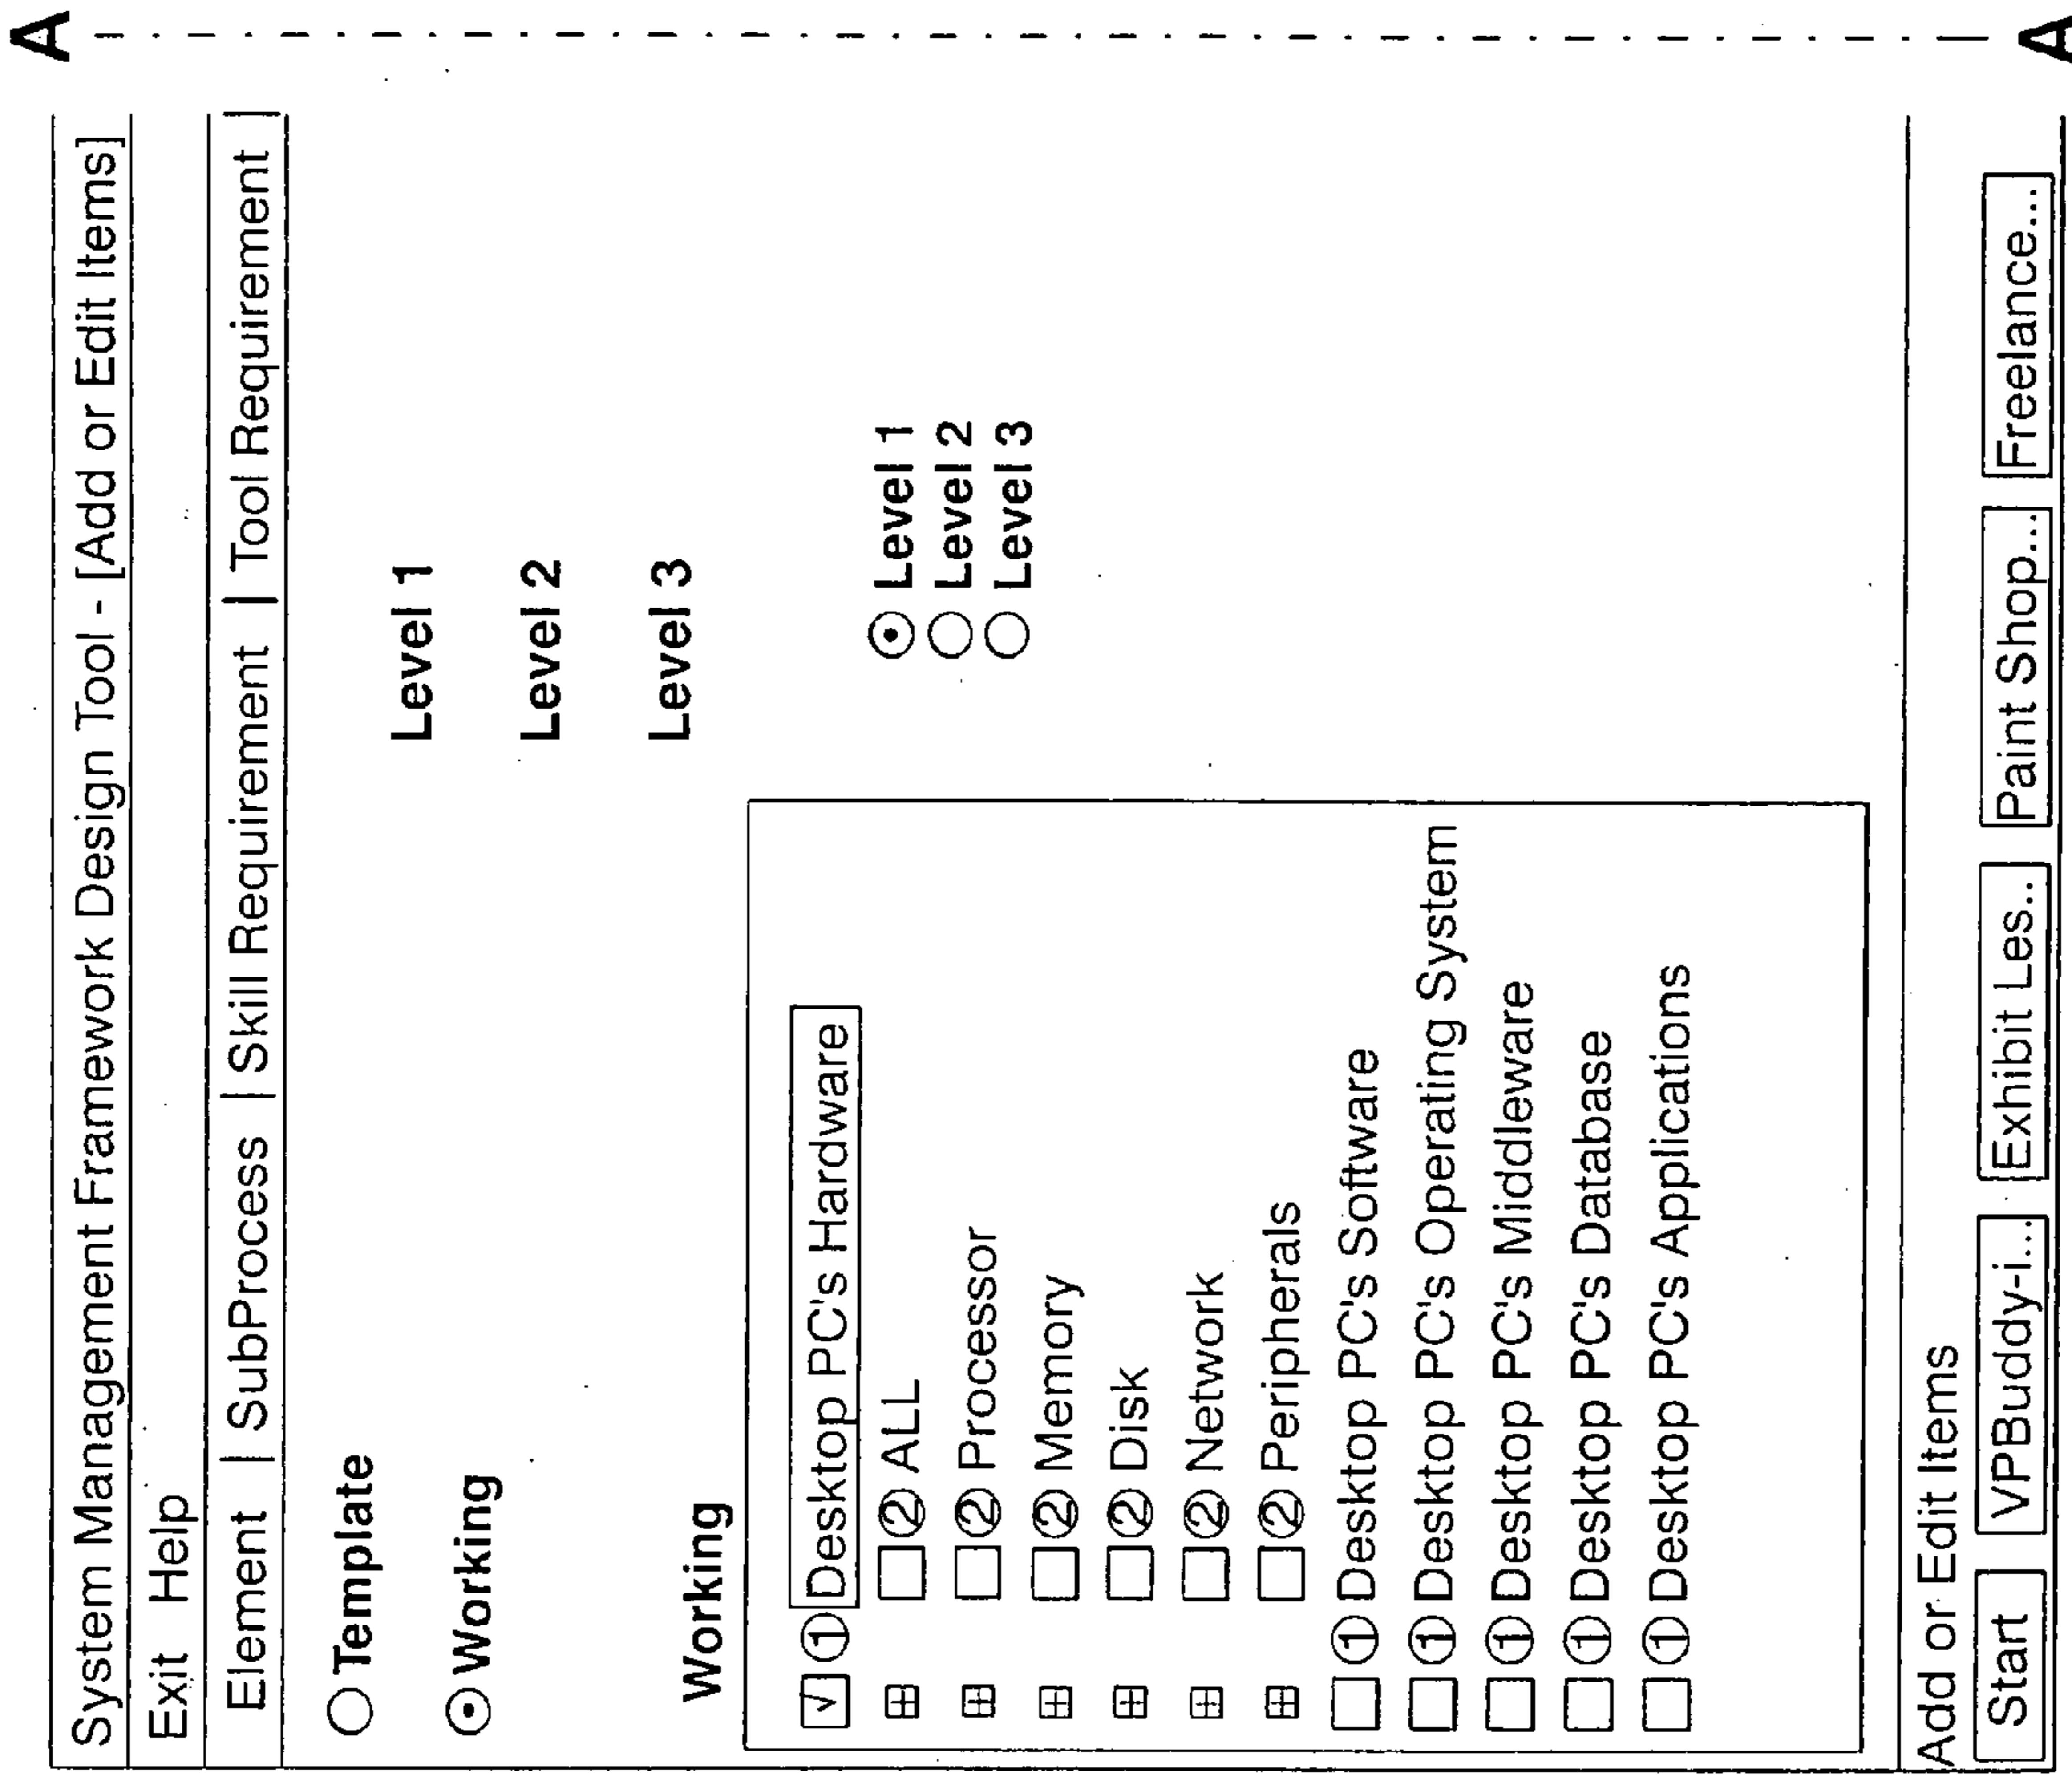 A
System Management Framework Design Tool - [Add or Edit Items]
Exit Help
Element | SubProcess | Skill Requirement | Tool Requirement |
Template
Level 1
Working
Level 2
Level 3
Working
① Desktop PC's Hardware
Level 1
② ALL
Level 2
② Processor
Level 3
② Memory
② Disk
② Network
② Peripherals
① Desktop PC's Software
① Desktop PC's Operating System
① Desktop PC's Middleware
① Desktop PC's Database
① Desktop PC's Applications
Add or Edit Items
Start VPBuddy-i... Exhibit Les.. Paint Shop... Freelance...
A